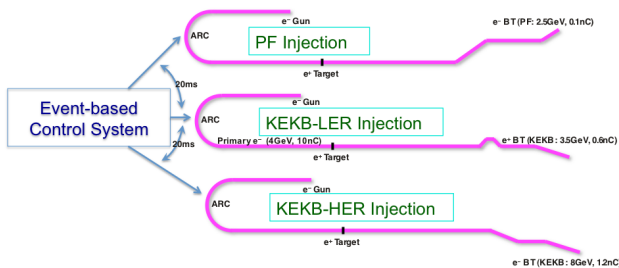 e− Gun
e− BT (PF: 2.5GeV, 0.1nC)
ARC
PF Injection
e+ Target
20ms
Event-based
Control System
e− Gun
ARC
KEKB-LER Injection
Primary e− (4GeV, 10nC)
e+ BT (KEKB: 3.5GeV, 0.6nC)
e+ Target
20ms
e− Gun
ARC
KEKB-HER Injection
e+ Target
e− BT (KEKB: 8GeV, 1.2nC